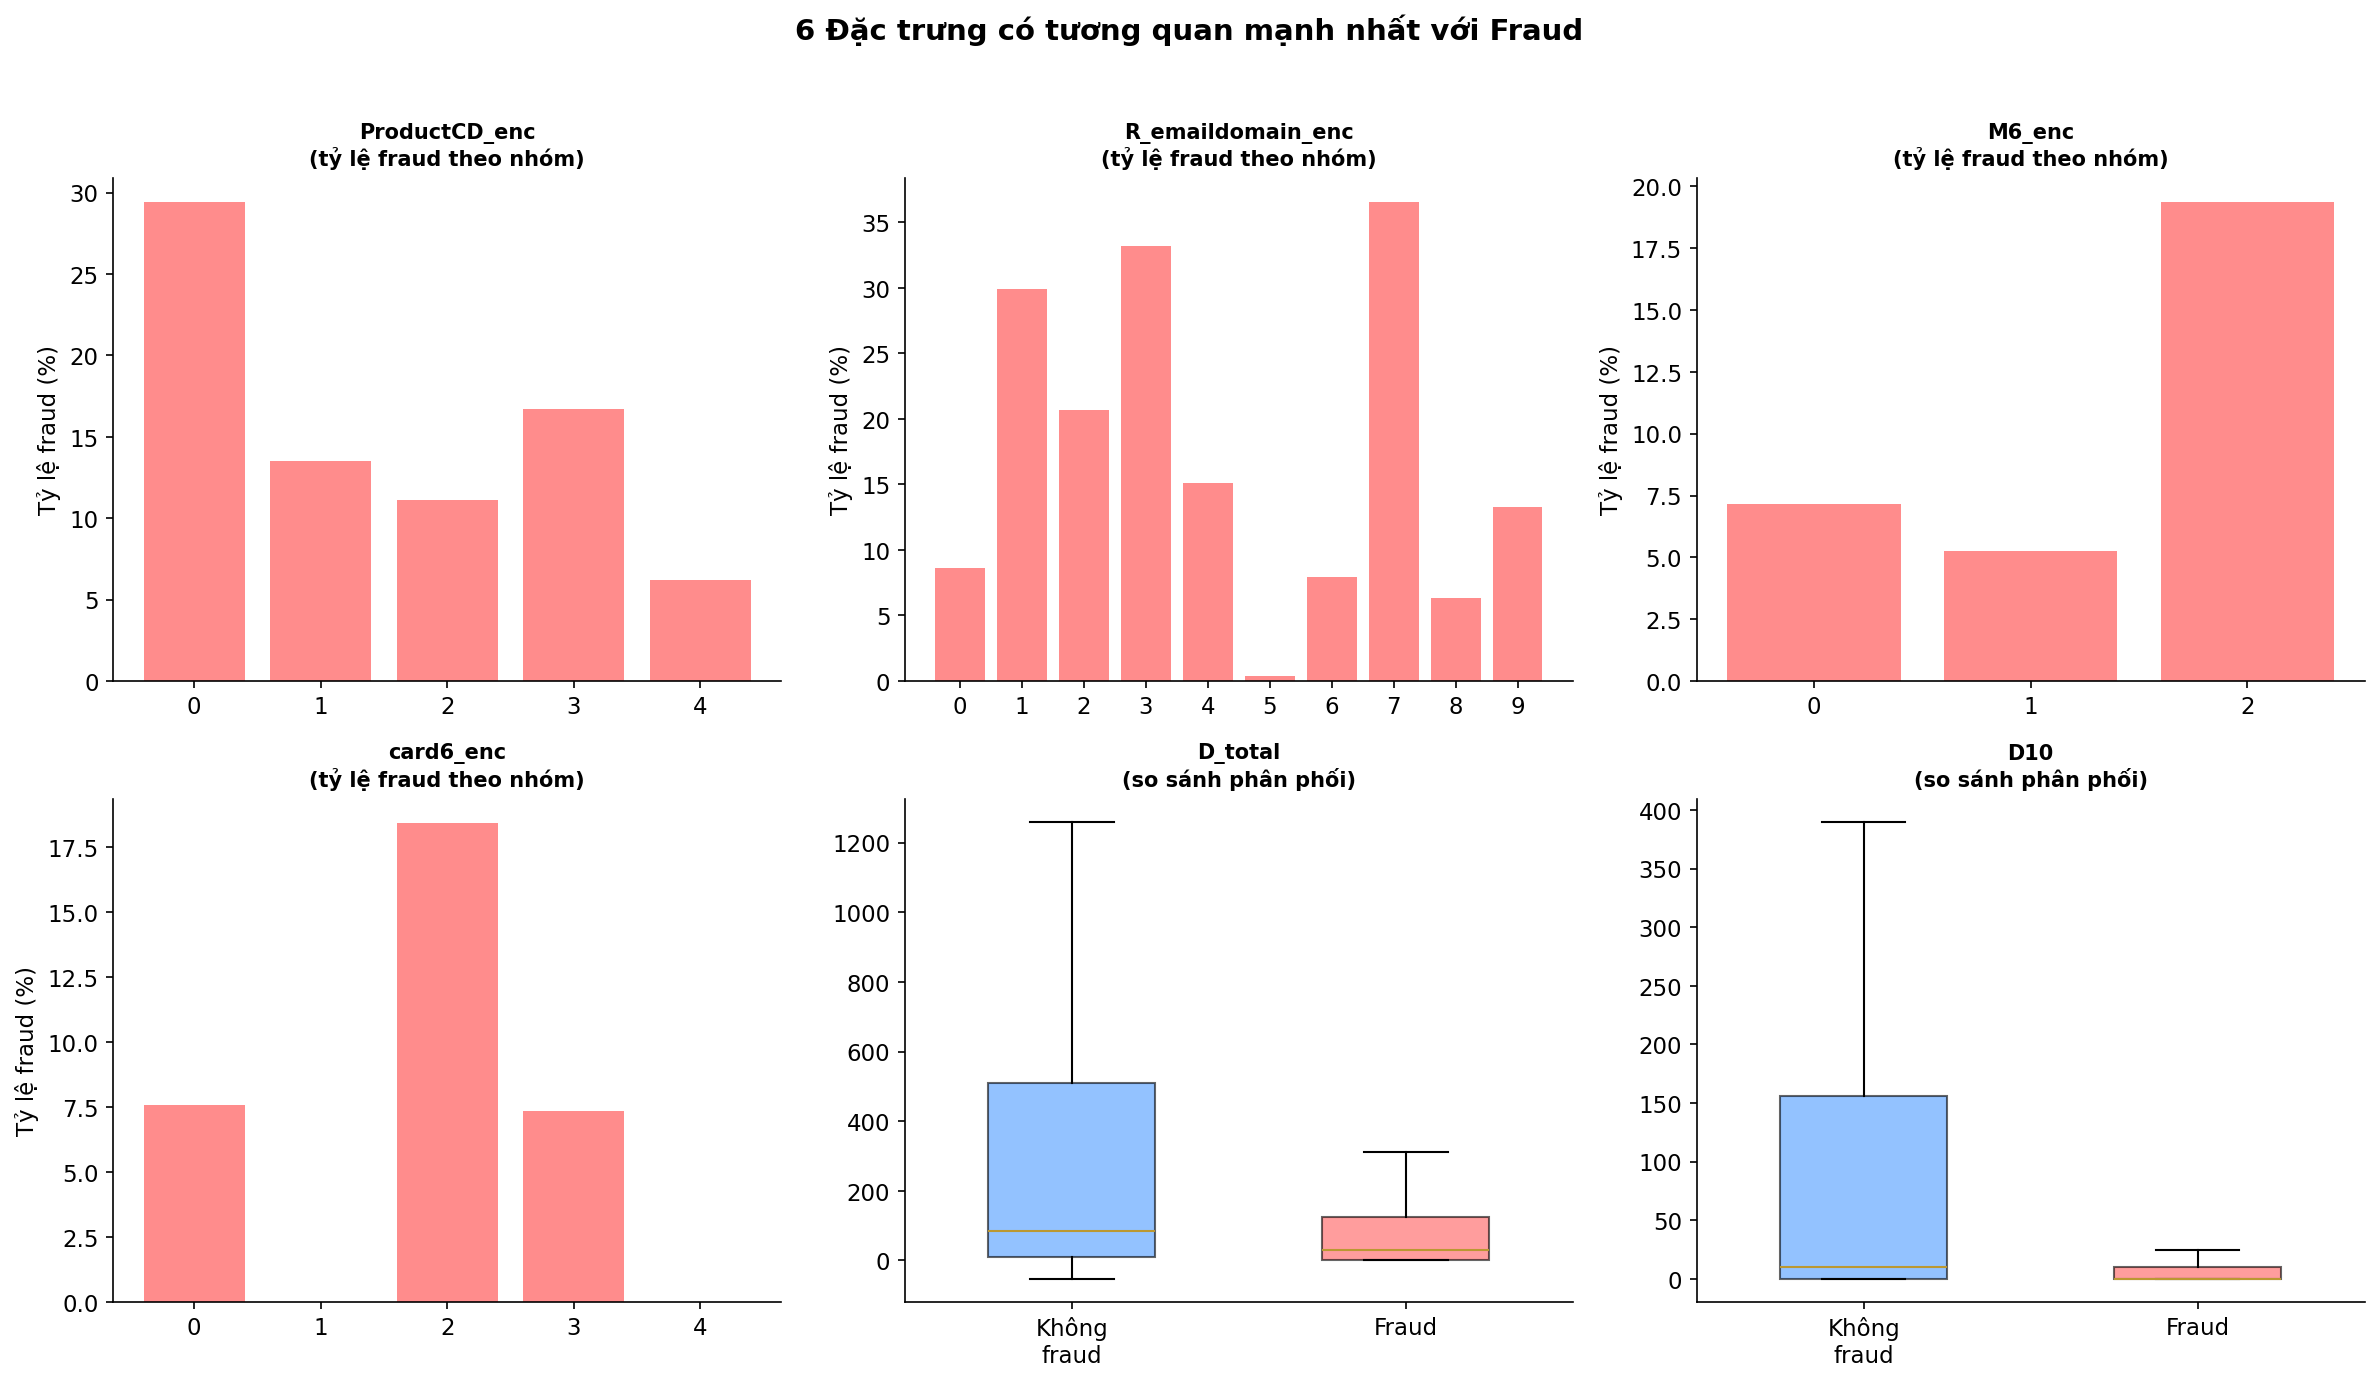 6 Đặc trưng có tương quan mạnh nhất với Fraud
ProductCD_enc
(tỷ lệ fraud theo nhóm)
Tỷ lệ fraud (%)
30
25
20
15
10
5
0
0 1 2 3 4
R_emaildomain_enc
(tỷ lệ fraud theo nhóm)
Tỷ lệ fraud (%)
35
30
25
20
15
10
5
0
0 1 2 3 4 5 6 7 8 9
M6_enc
(tỷ lệ fraud theo nhóm)
Tỷ lệ fraud (%)
20.0
17.5
15.0
12.5
10.0
7.5
5.0
2.5
0.0
0 1 2
card6_enc
(tỷ lệ fraud theo nhóm)
Tỷ lệ fraud (%)
17.5
15.0
12.5
10.0
7.5
5.0
2.5
0.0
0 1 2 3 4
D_total
(so sánh phân phối)
1200
1000
800
600
400
200
0
Không
fraud
Fraud
D10
(so sánh phân phối)
400
350
300
250
200
150
100
50
0
Không
fraud
Fraud